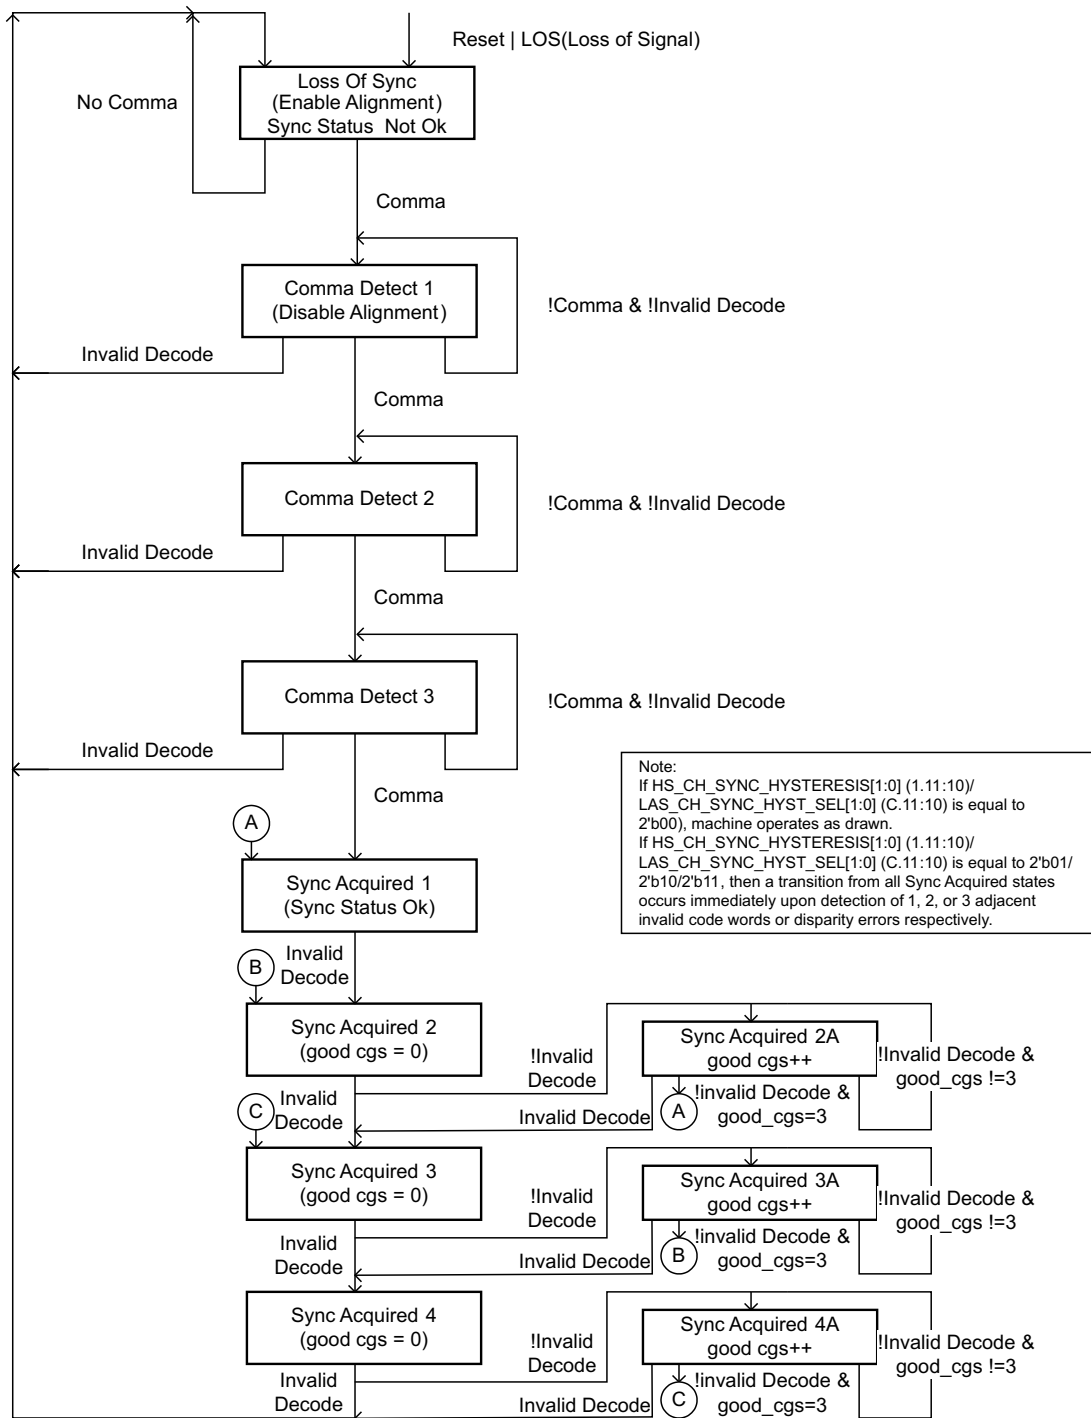 Reset | LOS(Loss of Signal)
Loss Of Sync
(Enable Alignment)
Sync Status Not Ok
No Comma
Comma
Comma Detect 1
(Disable Alignment)
!Comma & !Invalid Decode
Invalid Decode
Comma
Comma Detect 2
!Comma & !Invalid Decode
Invalid Decode
Comma
Comma Detect 3
!Comma & !Invalid Decode
Invalid Decode
Comma
Note:
If HS_CH_SYNC_HYSTERESIS[1:0] (1.11:10)/
LAS_CH_SYNC_HYST_SEL[1:0] (C.11:10) is equal to
2'b00), machine operates as drawn.
If HS_CH_SYNC_HYSTERESIS[1:0] (1.11:10)/
LAS_CH_SYNC_HYST_SEL[1:0] (C.11:10) is equal to 2'b01/
2'b10/2'b11, then a transition from all Sync Acquired states
occurs immediately upon detection of 1, 2, or 3 adjacent
invalid code words or disparity errors respectively.
A
Sync Acquired 1
(Sync Status Ok)
Invalid
Decode
B
Sync Acquired 2
(good cgs = 0)
!Invalid
Decode
Sync Acquired 2A
good cgs++
!Invalid Decode &
good_cgs !=3
Invalid
Decode
C
Invalid Decode
A
!invalid Decode &
good_cgs=3
Sync Acquired 3
(good cgs = 0)
!Invalid
Decode
Sync Acquired 3A
good cgs++
!Invalid Decode &
good_cgs !=3
Invalid
Decode
Invalid Decode
B
!invalid Decode &
good_cgs=3
Sync Acquired 4
(good cgs = 0)
!Invalid
Decode
Sync Acquired 4A
good cgs++
!Invalid Decode &
good_cgs !=3
Invalid
Decode
Invalid Decode
C
!invalid Decode &
good_cgs=3